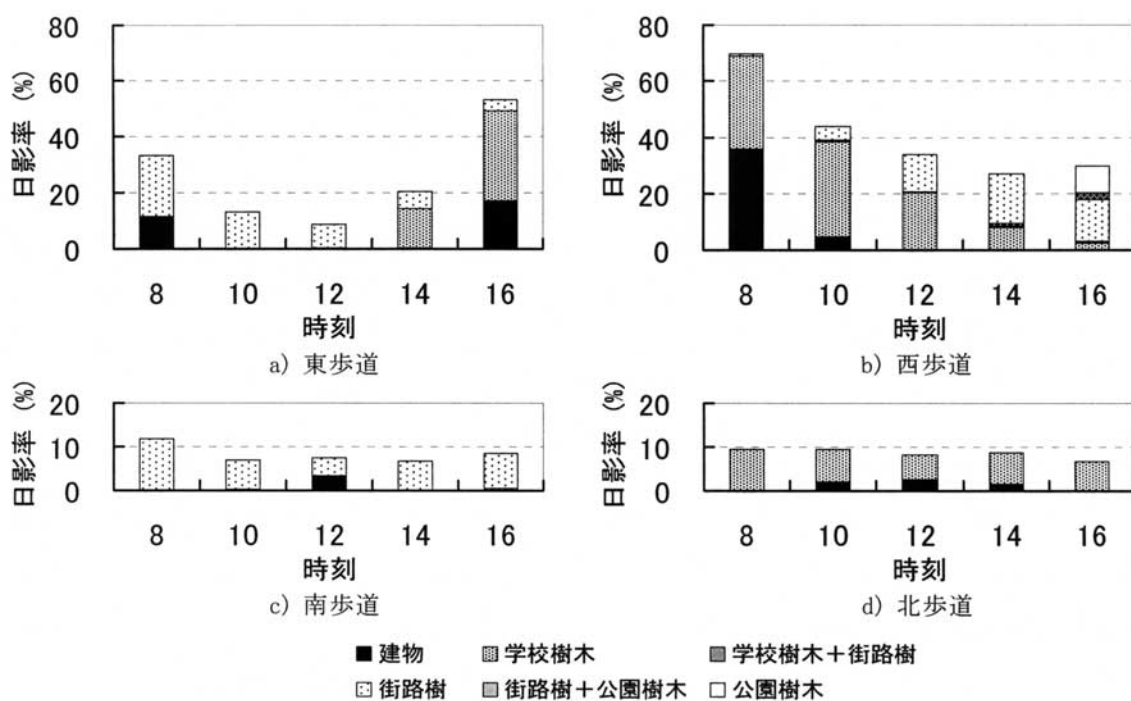 日影率 (%)
80
60
40
20
0
8 10 12 14 16
時刻
a) 東歩道
日影率 (%)
80
60
40
20
0
8 10 12 14 16
時刻
b) 西歩道
日影率 (%)
20
10
0
8 10 12 14 16
時刻
c) 南歩道
日影率 (%)
20
10
0
8 10 12 14 16
時刻
d) 北歩道
建物 学校樹木 学校樹木+街路樹
街路樹 街路樹+公園樹木 公園樹木